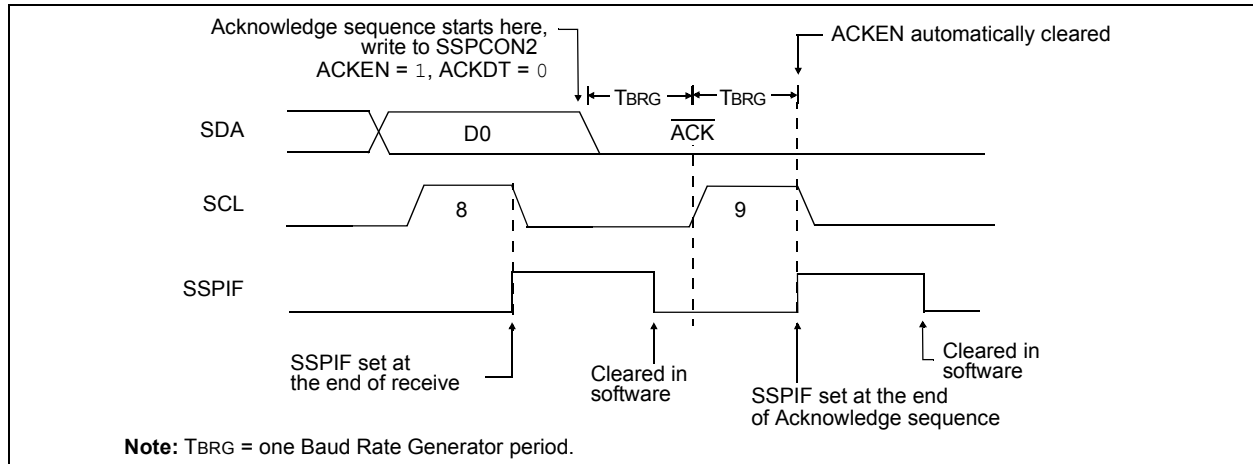 Acknowledge sequence starts here,
write to SSPCON2
ACKEN = 1, ACKDT = 0
ACKEN automatically cleared
TBRG
TBRG
SDA
D0
ACK
SCL
8
9
SSPIF
SSPIF set at
the end of receive
Cleared in
software
SSPIF set at the end
of Acknowledge sequence
Cleared in
software
Note: TBRG = one Baud Rate Generator period.